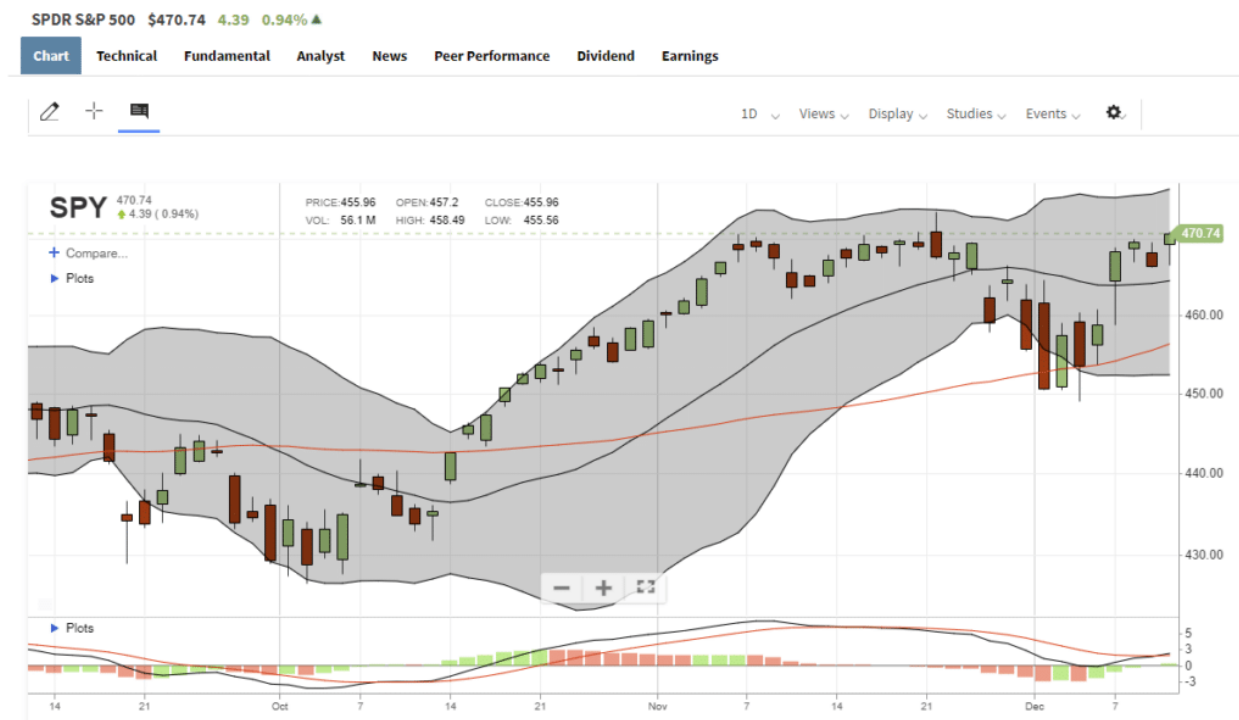 SPDR S&P 500 $470.74 4.39 0.94%
Chart Technical Fundamental Analyst News Peer Performance Dividend Earnings
1D Views Display Studies Events
SPY 470.74 PRICE:455.96 OPEN:457.2 CLOSE:455.96
4.39 ( 0.94%) VOL: 56.1 M HIGH: 458.49 LOW: 455.56
470.74
+ Compare...
Plots
460.00
450.00
440.00
430.00
Plots
5
3
0
-3
14 21 Oct 7 14 21 Nov 7 14 21 Dec 7